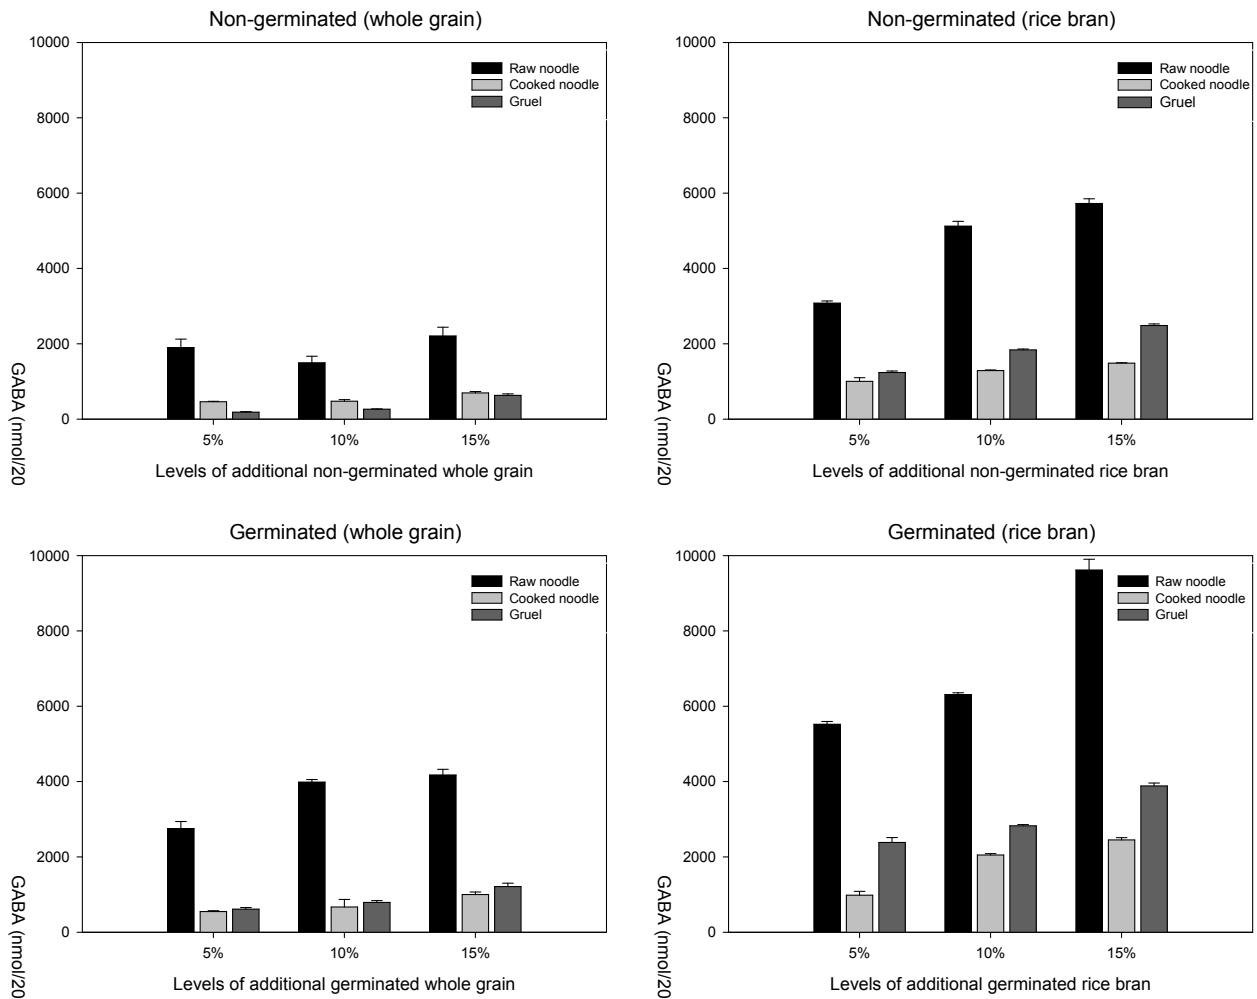 Non-germinated (whole grain)
10000
8000
6000
4000
2000
0
GABA (nmol/20
Raw noodle
Cooked noodle
Gruel
5%
10%
15%
Levels of additional non-germinated whole grain
Non-germinated (rice bran)
10000
8000
6000
4000
2000
0
GABA (nmol/20
Raw noodle
Cooked noodle
Gruel
5%
10%
15%
Levels of additional non-germinated rice bran
Germinated (whole grain)
10000
8000
6000
4000
2000
0
GABA (nmol/20
Raw noodle
Cooked noodle
Gruel
5%
10%
15%
Levels of additional germinated whole grain
Germinated (rice bran)
10000
8000
6000
4000
2000
0
GABA (nmol/20
Raw noodle
Cooked noodle
Gruel
5%
10%
15%
Levels of additional germinated rice bran